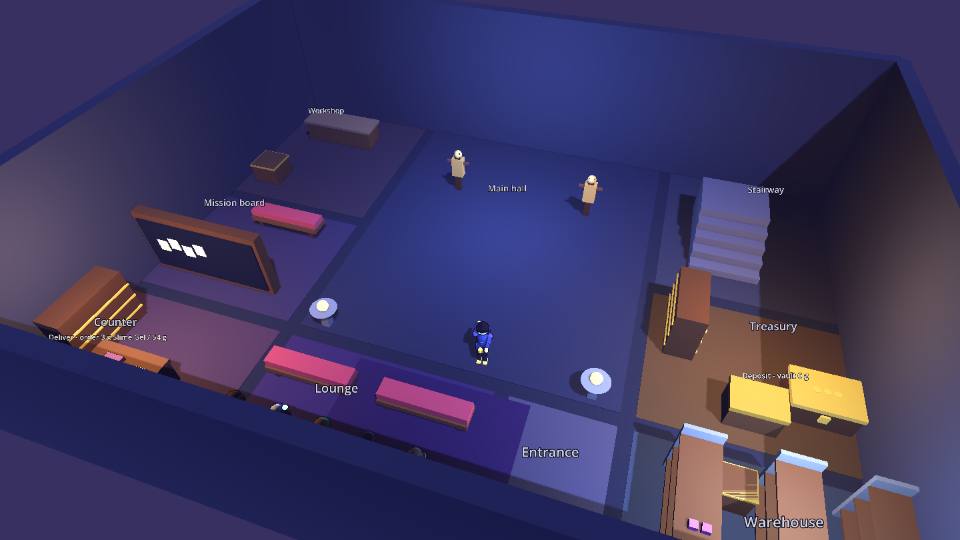 Workshop
Main hall
Stairway
Mission board
Counter
Treasury
Lounge
Entrance
Warehouse